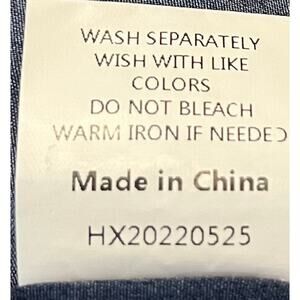 WASH SEPARATELY
WISH WITH LIKE
COLORS
DO NOT BLEACH
WARM IRON IF NEEDED
Made in China
HX20220525